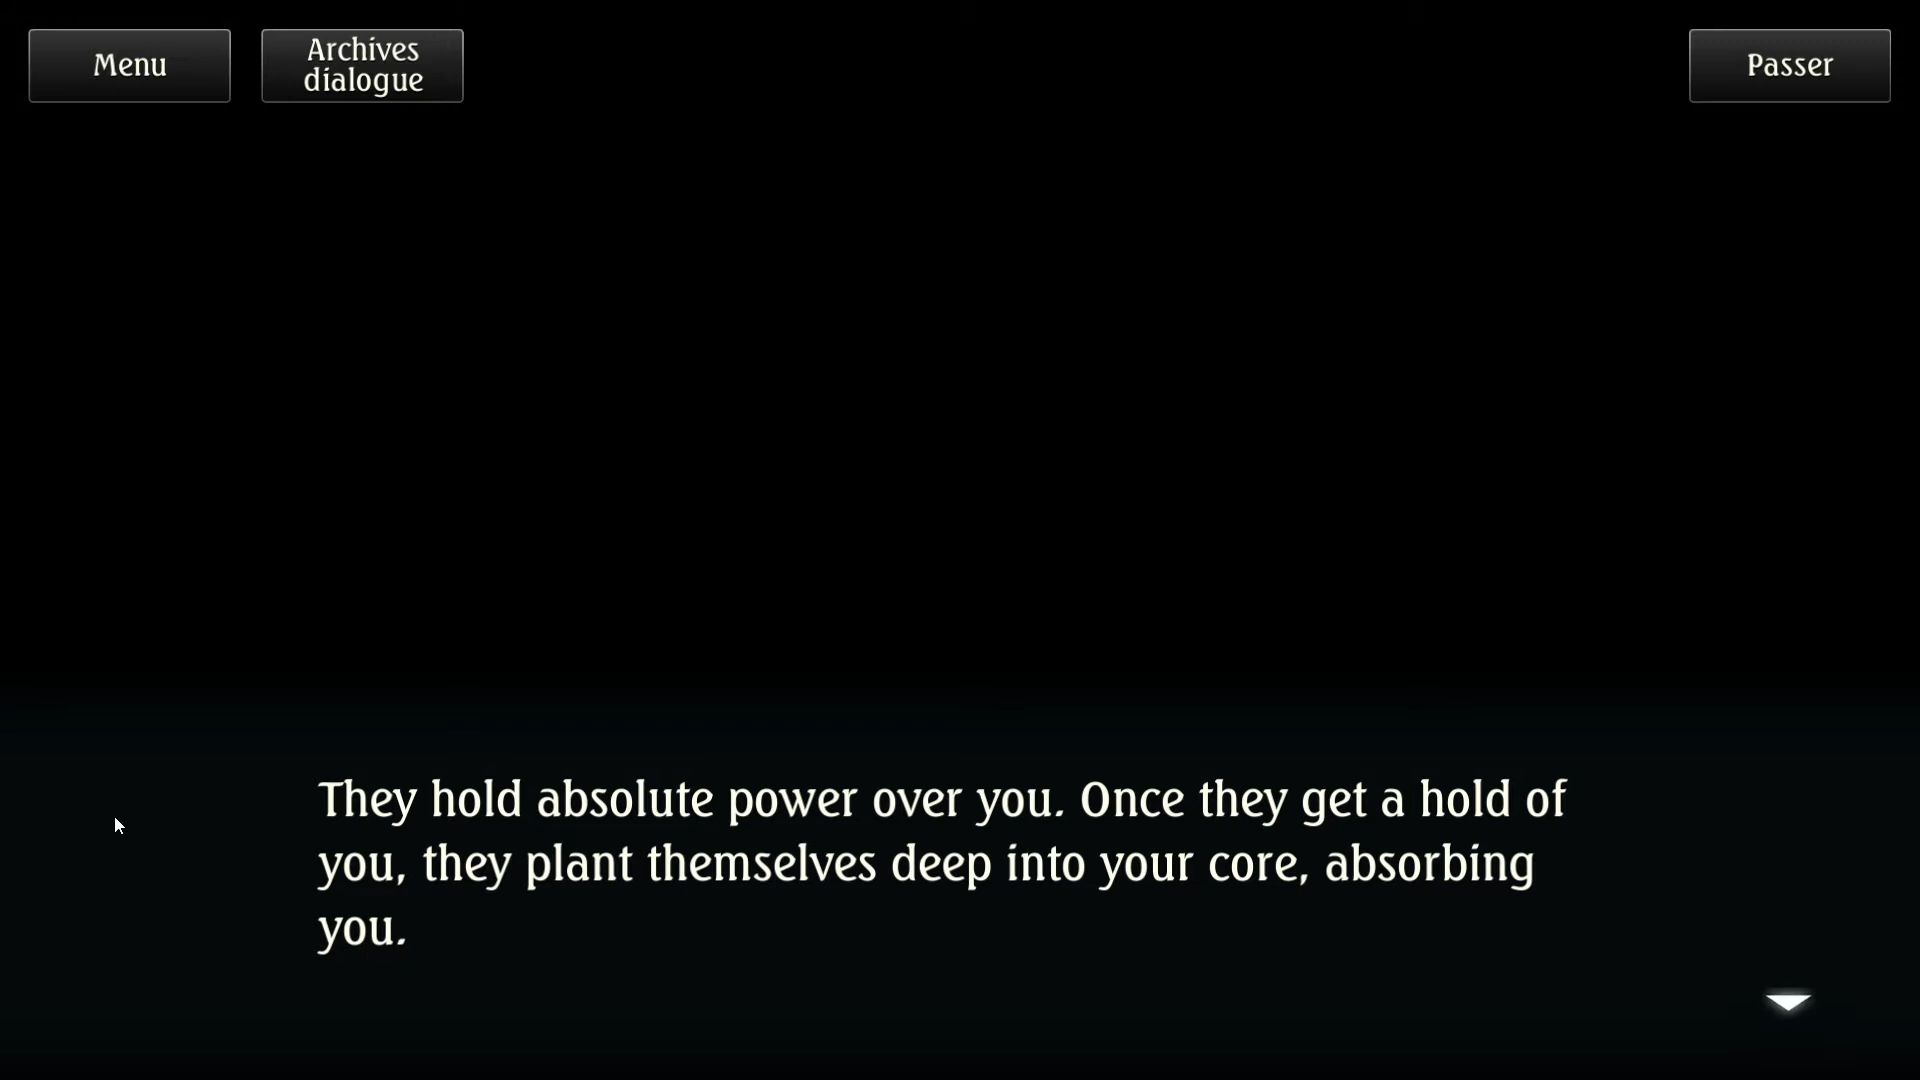 Menu
Archives
dialogue
Passer
They hold absolute power over you. Once they get a hold of
you, they plant themselves deep into your core, absorbing
you.